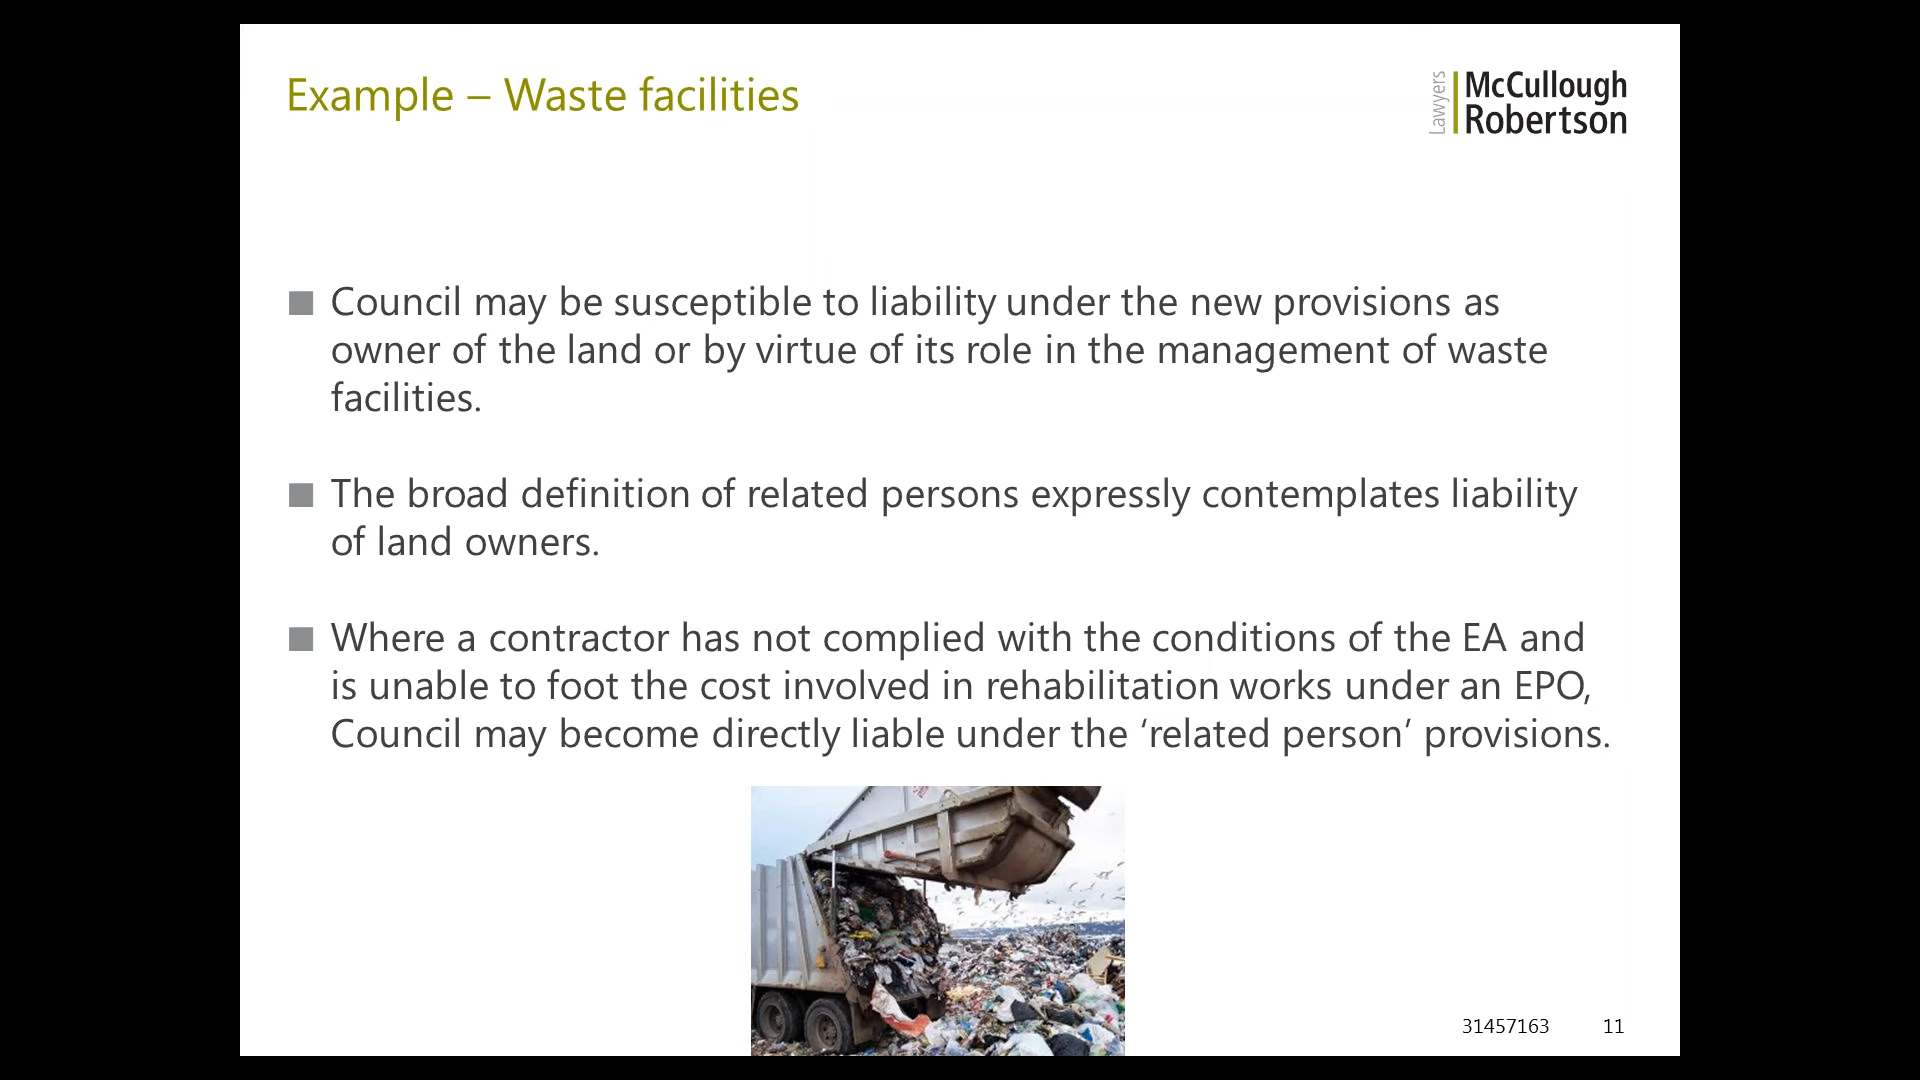 Example – Waste facilities
Lawyers
McCullough
Robertson
Council may be susceptible to liability under the new provisions as
owner of the land or by virtue of its role in the management of waste
facilities.
The broad definition of related persons expressly contemplates liability
of land owners.
Where a contractor has not complied with the conditions of the EA and
is unable to foot the cost involved in rehabilitation works under an EPO,
Council may become directly liable under the ‘related person’ provisions.
31457163 11